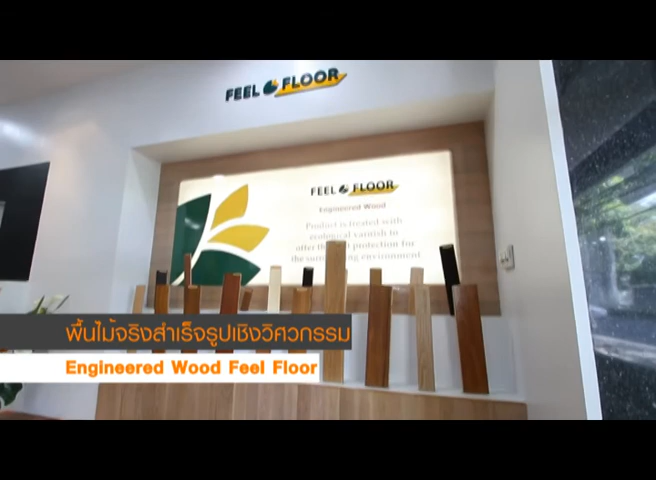 FEEL FLOOR
FEEL FLOOR
Engineered Wood
Product is treated with
ecological varnish to
offer the protection for
the environment
พื้นไม้จริงสำเร็จรูปเชิงวิศวกรรม
Engineered Wood Feel Floor